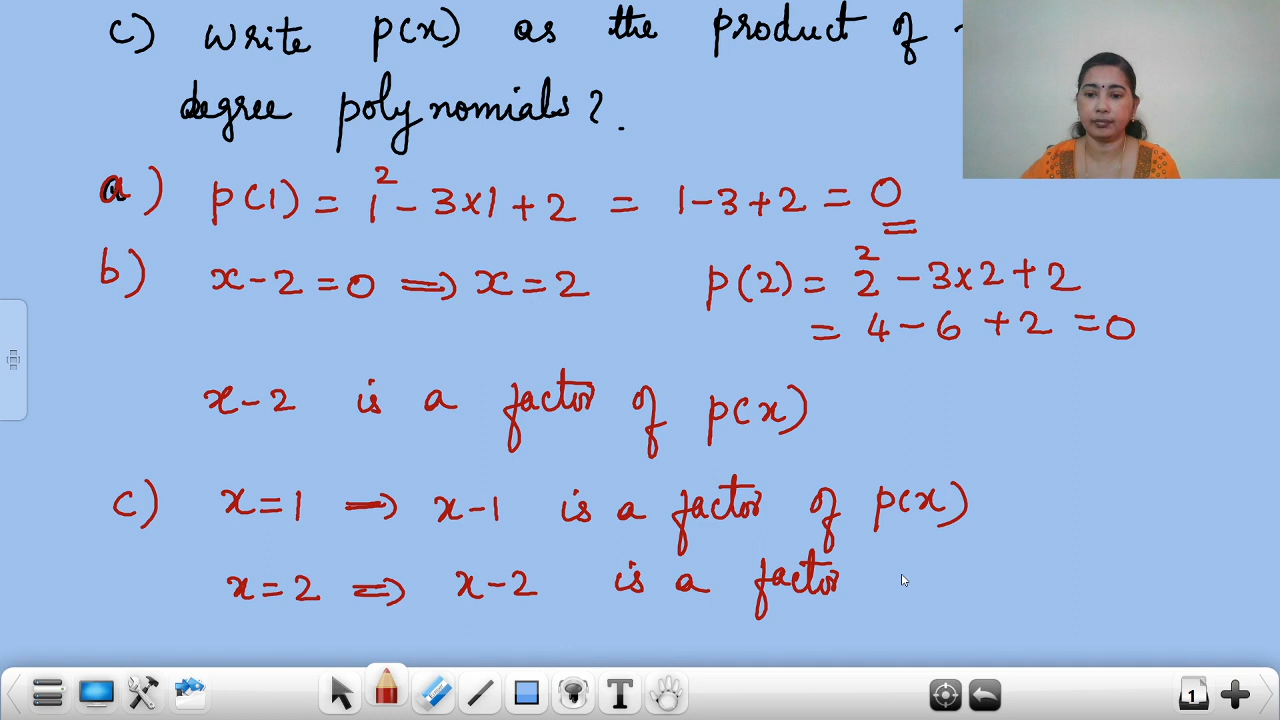 c) write p(x) as the product of
degree polynomials?
a) p(1) = 1² - 3x1 + 2 = 1-3+2 = 0
b) x-2=0 ⟹ x=2 p(2) = 2² - 3x2 + 2
= 4 - 6 + 2 = 0
x-2 is a factor of p(x)
c) x=1 ⟹ x-1 is a factor of p(x)
x=2 ⟹ x-2 is a factor
T 1